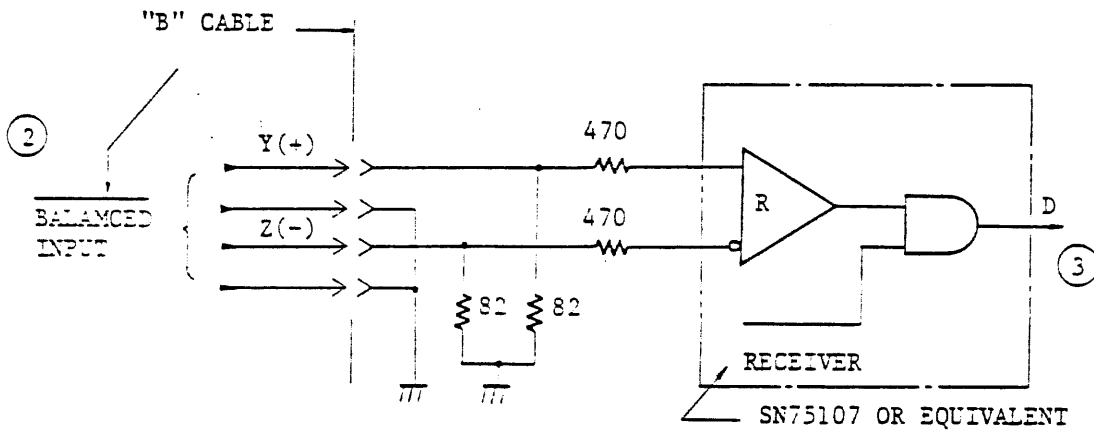 "B" CABLE
2
Y(+)
BALAMCED
INPUT
Z(-)
470
470
82
82
R
D
3
RECEIVER
SN75107 OR EQUIVALENT